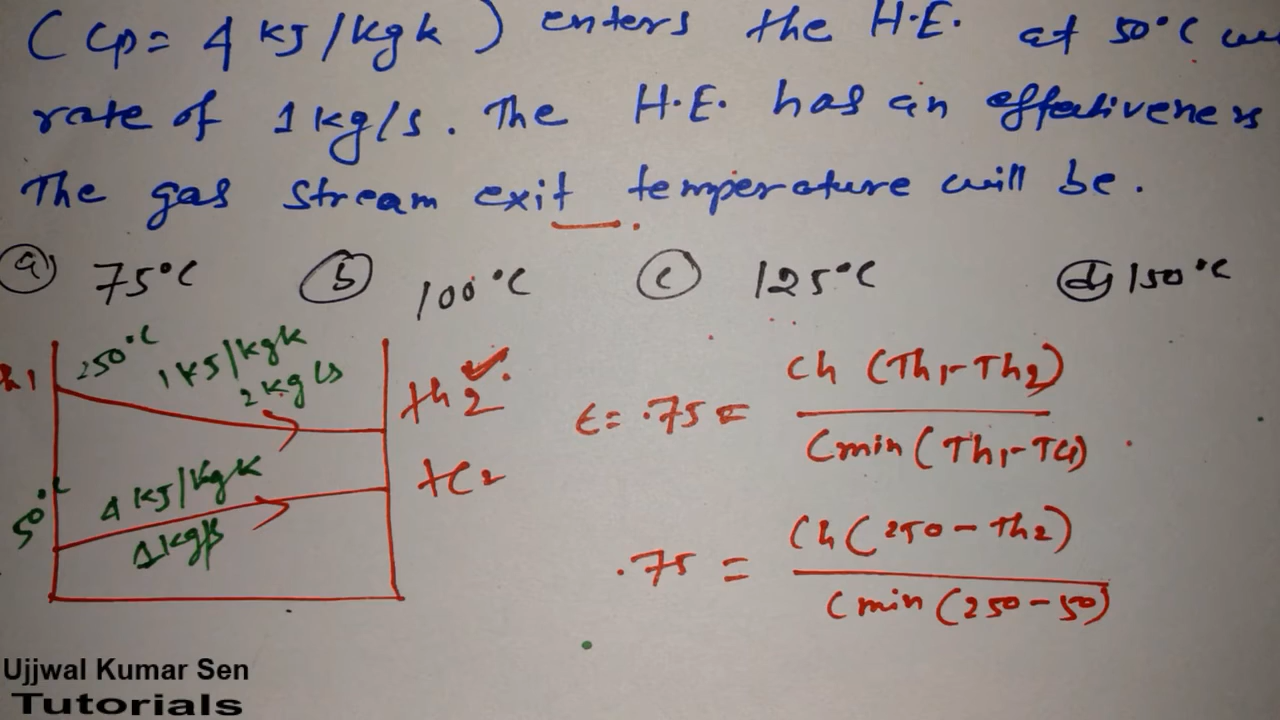 (Cp= 4 KJ/Kgk) enters the H.E. at 50°C
rate of 1 kg/s. The H.E. has an effectiveness
The gas stream exit temperature will be.
(a) 75°C (b) 100°C (c) 125°C (d) 150°C
250°C
1 KJ/kgk
2 kg/s
th2
tc2
50°C
4 KJ/kgk
1kg/s
ε= .75 = Ch (Th1-Th2)
Cmin (Th1-Tc1)
.75 = Ch (250-th2)
Cmin (250-50)
Ujjwal Kumar Sen
Tutorials